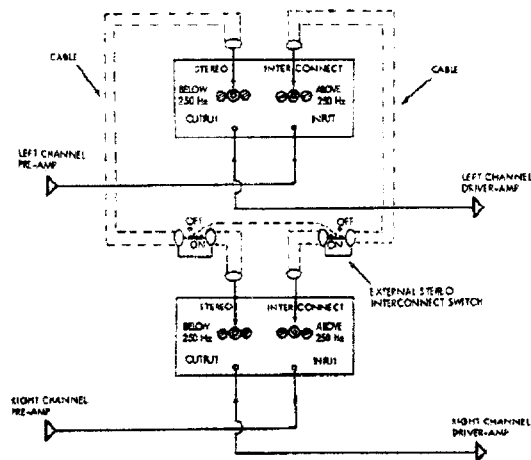 CABLE
CABLE
STEREO INTERCONNECT
BELOW
250 Hz
ABOVE
250 Hz
OUTPUT
INPUT
LEFT CHANNEL
PRE-AMP
LEFT CHANNEL
DRIVER-AMP
OFF
ON
OFF
ON
EXTERNAL STEREO
INTERCONNECT SWITCH
STEREO INTERCONNECT
BELOW
250 Hz
ABOVE
250 Hz
OUTPUT
INPUT
RIGHT CHANNEL
PRE-AMP
RIGHT CHANNEL
DRIVER-AMP